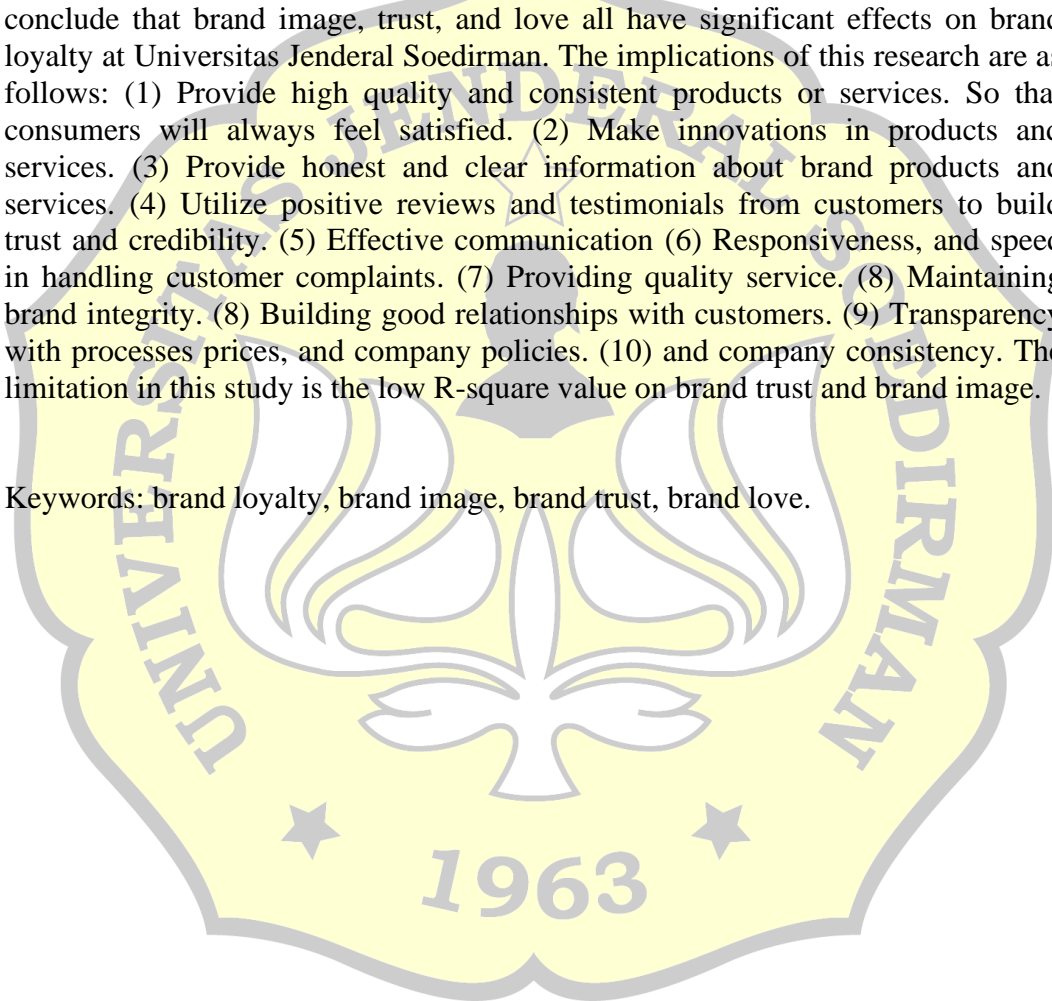 conclude that brand image, trust, and love all have significant effects on brand
loyalty at Universitas Jenderal Soedirman. The implications of this research are as
follows: (1) Provide high quality and consistent products or services. So that
consumers will always feel satisfied. (2) Make innovations in products and
services. (3) Provide honest and clear information about brand products and
services. (4) Utilize positive reviews and testimonials from customers to build
trust and credibility. (5) Effective communication (6) Responsiveness, and speed
in handling customer complaints. (7) Providing quality service. (8) Maintaining
brand integrity. (8) Building good relationships with customers. (9) Transparency
with processes prices, and company policies. (10) and company consistency. The
limitation in this study is the low R-square value on brand trust and brand image.
Keywords: brand loyalty, brand image, brand trust, brand love.
UNIVERSITAS JENDERAL SOEDIRMAN
1963